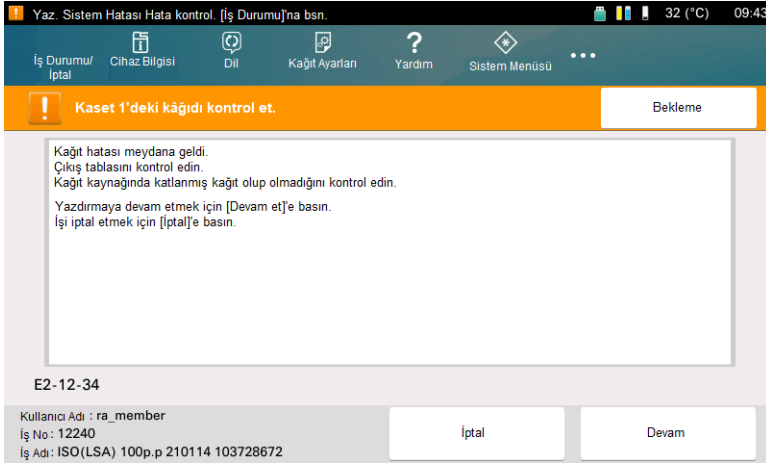 Yaz. Sistem Hatası Hata kontrol. [İş Durumu]'na bsn.
32 (°C)
09:43
İş Durumu/
İptal
Cihaz Bilgisi
Dil
Kağıt Ayarları
Yardım
Sistem Menüsü
Kaset 1'deki kâğıdı kontrol et.
Bekleme
Kağıt hatası meydana geldi.
Çıkış tablasını kontrol edin.
Kağıt kaynağında katlanmış kağıt olup olmadığını kontrol edin.
Yazdırmaya devam etmek için [Devam et]'e basın.
İşi iptal etmek için [İptal]'e basın.
E2-12-34
Kullanıcı Adı : ra_member
İş No : 12240
İş Adı: ISO(LSA) 100p.p 210114 103728672
İptal
Devam